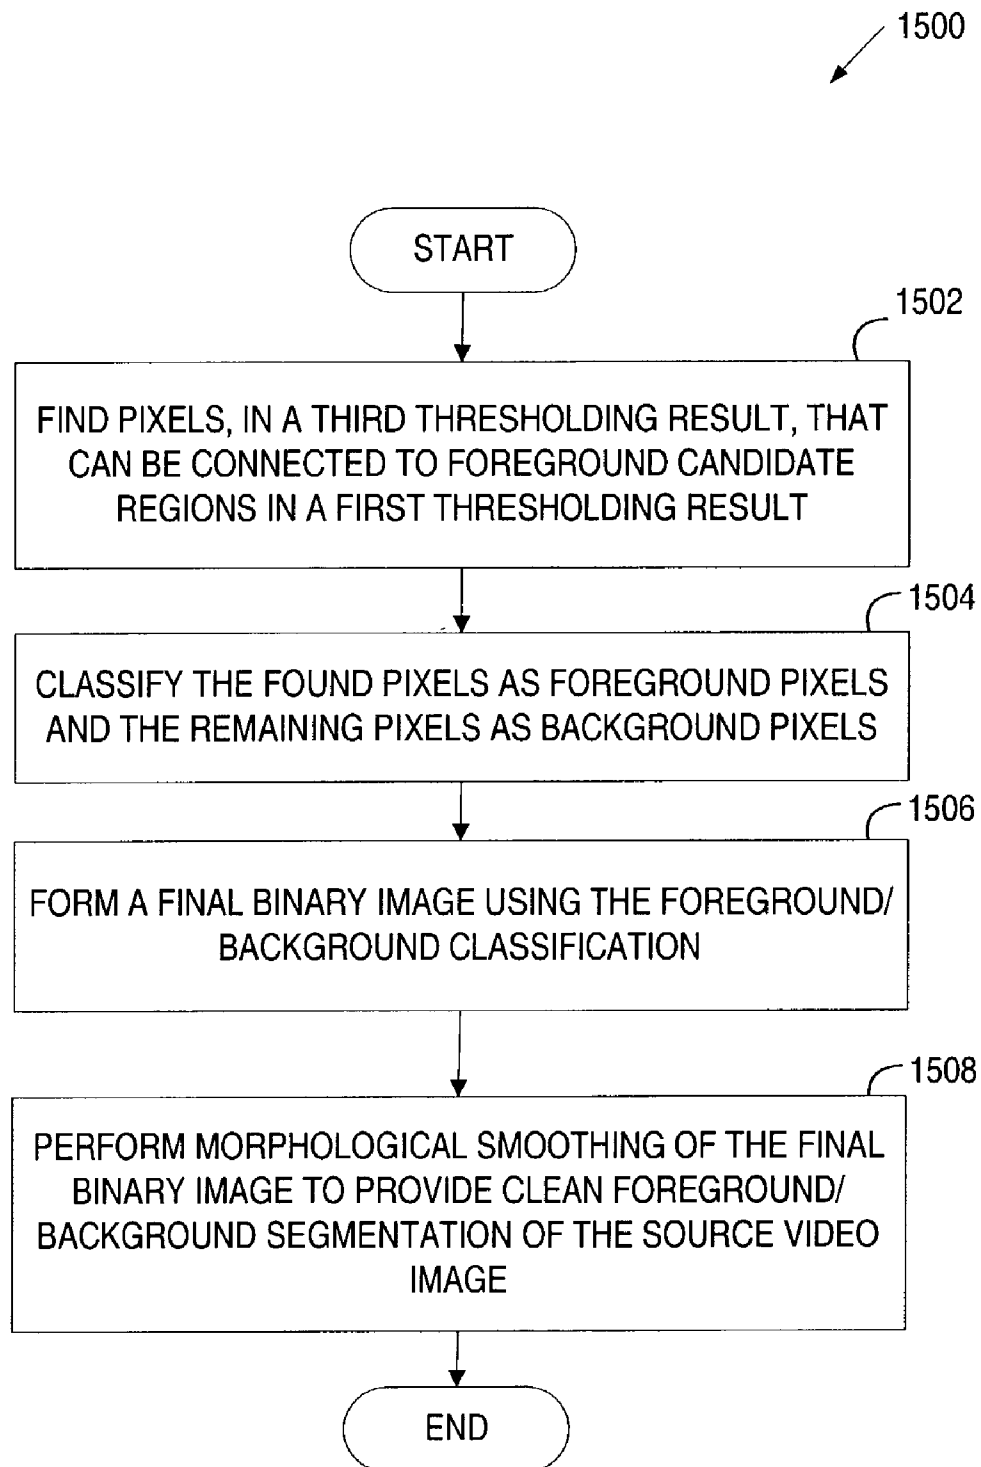 1500
START
1502
FIND PIXELS, IN A THIRD THRESHOLDING RESULT, THAT
CAN BE CONNECTED TO FOREGROUND CANDIDATE
REGIONS IN A FIRST THRESHOLDING RESULT
1504
CLASSIFY THE FOUND PIXELS AS FOREGROUND PIXELS
AND THE REMAINING PIXELS AS BACKGROUND PIXELS
1506
FORM A FINAL BINARY IMAGE USING THE FOREGROUND/
BACKGROUND CLASSIFICATION
1508
PERFORM MORPHOLOGICAL SMOOTHING OF THE FINAL
BINARY IMAGE TO PROVIDE CLEAN FOREGROUND/
BACKGROUND SEGMENTATION OF THE SOURCE VIDEO
IMAGE
END